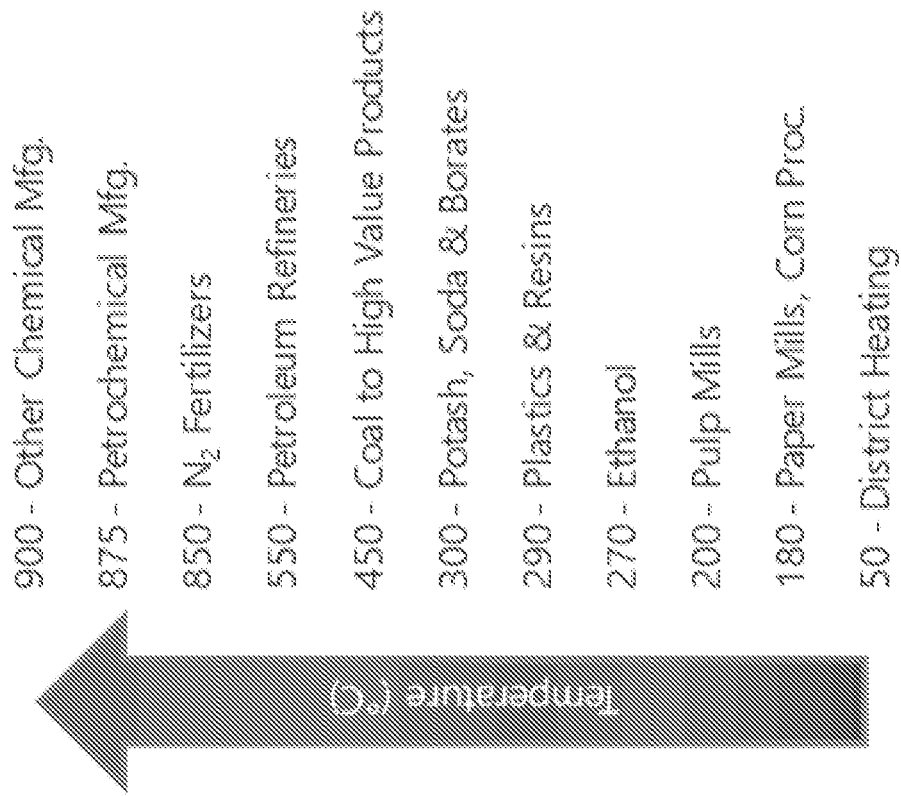 900 - Other Chemical Mfg.
875 - Petrochemical Mfg.
850 - N₂ Fertilizers
550 - Petroleum Refineries
450 - Coal to High Value Products
300 - Potash, Soda & Borates
290 - Plastics & Resins
270 - Ethanol
200 - Pulp Mills
180 - Paper Mills, Corn Proc.
50 - District Heating
Temperature (°C)